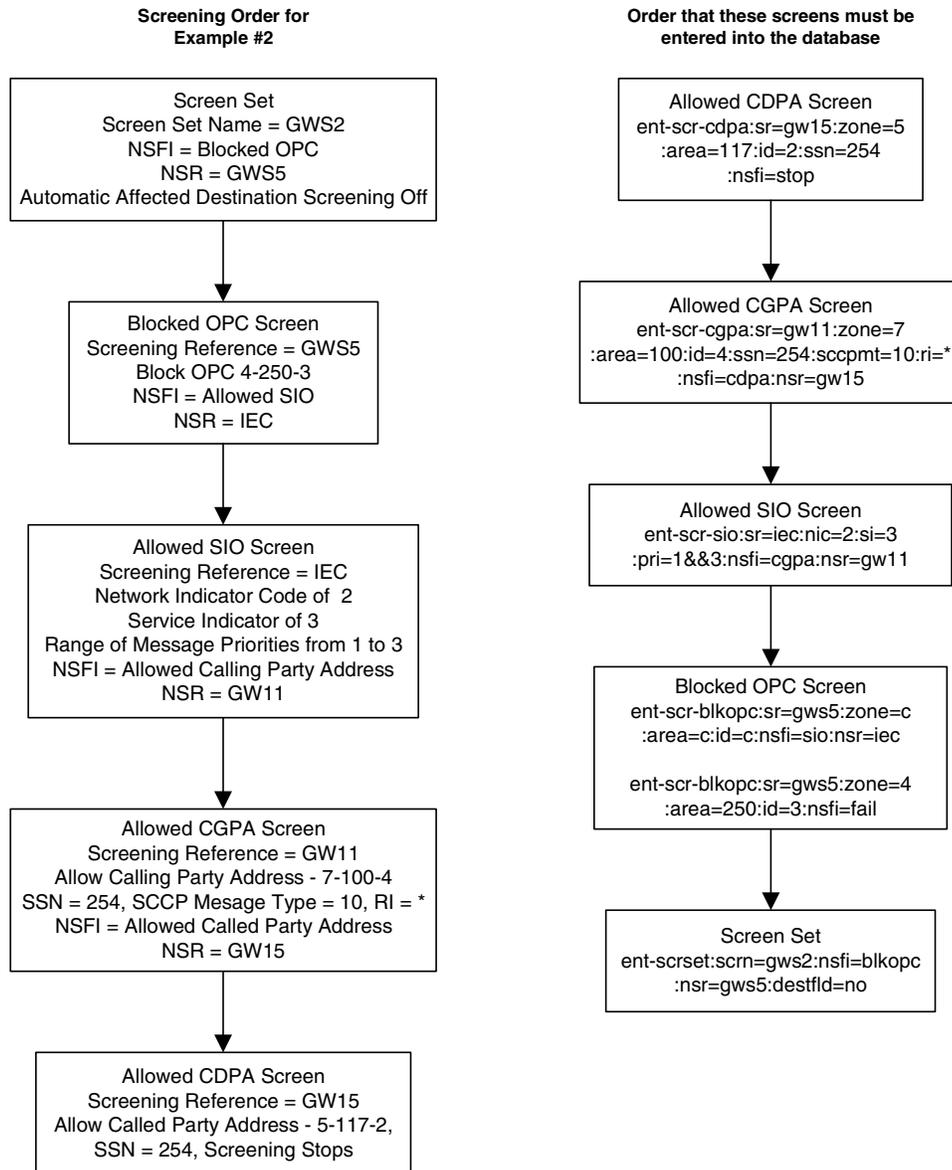 Screening Order for
Example #2
Screen Set
Screen Set Name = GWS2
NSFI = Blocked OPC
NSR = GWS5
Automatic Affected Destination Screening Off
Blocked OPC Screen
Screening Reference = GWS5
Block OPC 4-250-3
NSFI = Allowed SIO
NSR = IEC
Allowed SIO Screen
Screening Reference = IEC
Network Indicator Code of 2
Service Indicator of 3
Range of Message Priorities from 1 to 3
NSFI = Allowed Calling Party Address
NSR = GW11
Allowed CGPA Screen
Screening Reference = GW11
Allow Calling Party Address - 7-100-4
SSN = 254, SCCP Mesage Type = 10, RI = *
NSFI = Allowed Called Party Address
NSR = GW15
Allowed CDPA Screen
Screening Reference = GW15
Allow Called Party Address - 5-117-2,
SSN = 254, Screening Stops
Order that these screens must be
entered into the database
Allowed CDPA Screen
ent-scr-cdpa:sr=gw15:zone=5
:area=117:id=2:ssn=254
:nsfi=stop
Allowed CGPA Screen
ent-scr-cgpa:sr=gw11:zone=7
:area=100:id=4:ssn=254:sccpmt=10:ri=*
:nsfi=cdpa:nsr=gw15
Allowed SIO Screen
ent-scr-sio:sr=iec:nic=2:si=3
:pri=1&&3:nsfi=cgpa:nsr=gw11
Blocked OPC Screen
ent-scr-blkopc:sr=gws5:zone=c
:area=c:id=c:nsfi=sio:nsr=iec
ent-scr-blkopc:sr=gws5:zone=4
:area=250:id=3:nsfi=fail
Screen Set
ent-scrset:scrn=gws2:nsfi=blkopc
:nsr=gws5:destfld=no